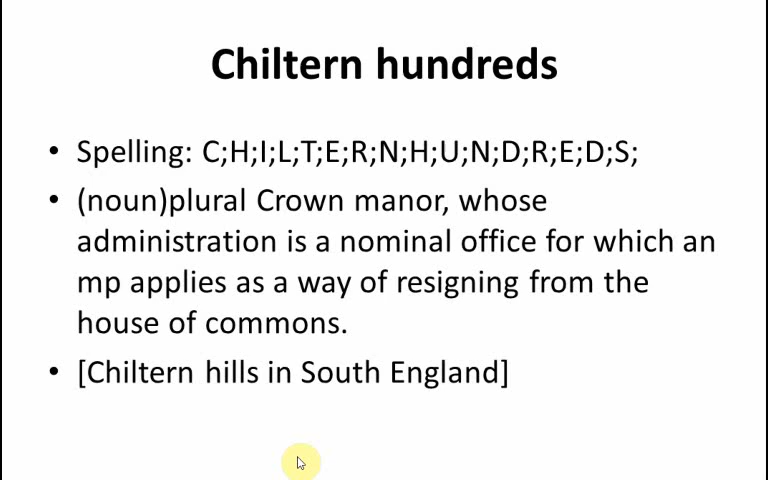 Chiltern hundreds
• Spelling: C;H;I;L;T;E;R;N;H;U;N;D;R;E;D;S;
• (noun)plural Crown manor, whose
administration is a nominal office for which an
mp applies as a way of resigning from the
house of commons.
• [Chiltern hills in South England]